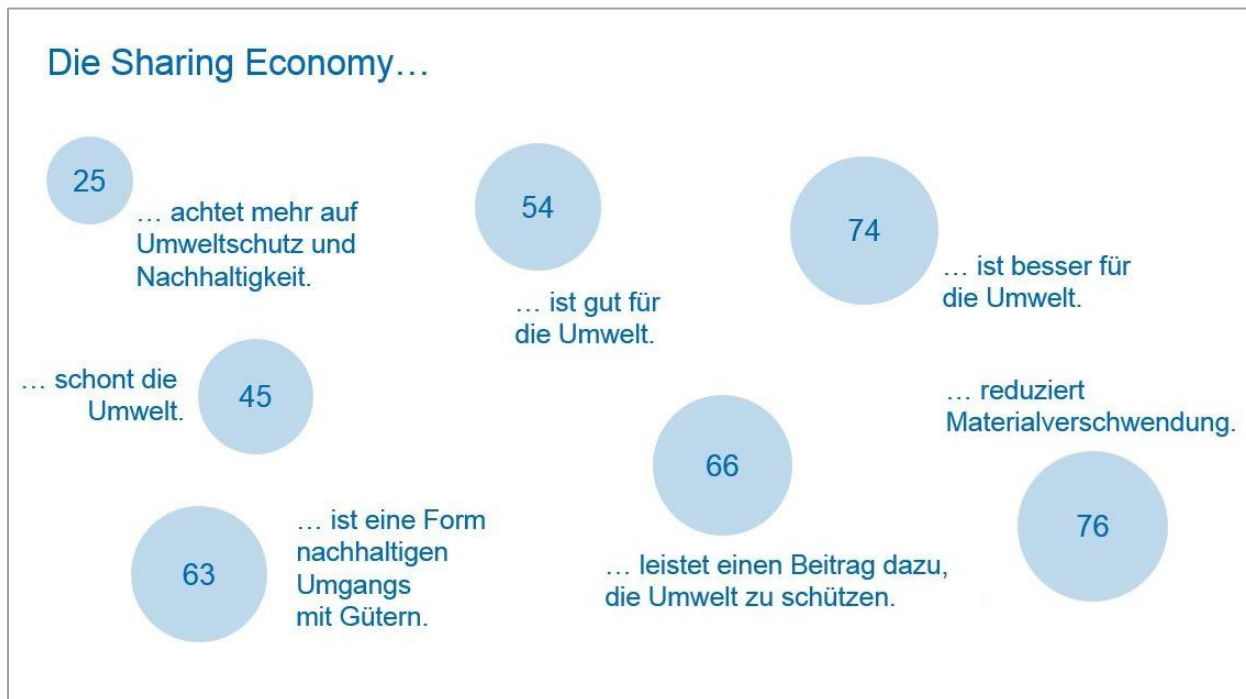 Die Sharing Economy…
25
… achtet mehr auf
Umweltschutz und
Nachhaltigkeit.
54
… ist gut für
die Umwelt.
74
… ist besser für
die Umwelt.
… schont die
Umwelt.
45
66
… leistet einen Beitrag dazu,
die Umwelt zu schützen.
… reduziert
Materialverschwendung.
76
63
… ist eine Form
nachhaltigen
Umgangs
mit Gütern.